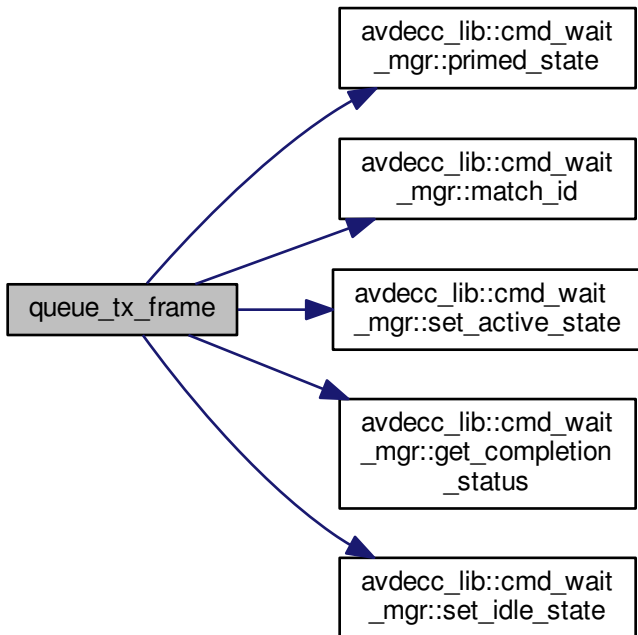 avdecc_lib::cmd_wait
_mgr::primed_state
avdecc_lib::cmd_wait
_mgr::match_id
queue_tx_frame
avdecc_lib::cmd_wait
_mgr::set_active_state
avdecc_lib::cmd_wait
_mgr::get_completion
_status
avdecc_lib::cmd_wait
_mgr::set_idle_state